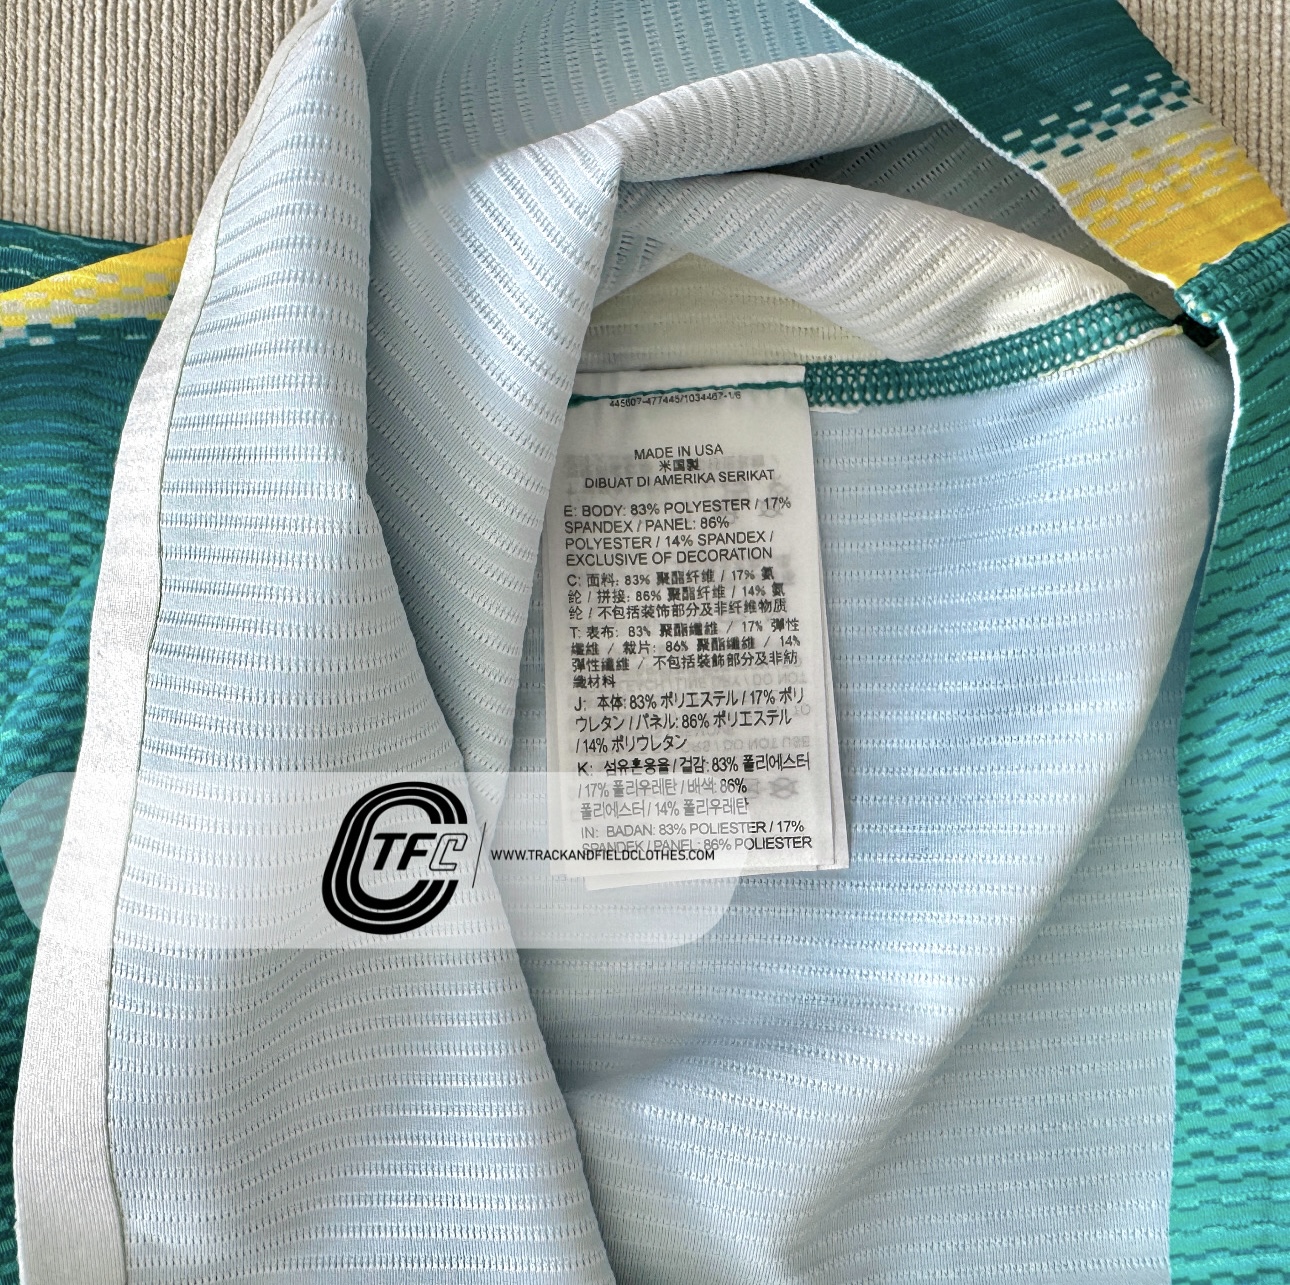 445607-477445/1034467-1/6
MADE IN USA
米国製
DIBUAT DI AMERIKA SERIKAT
E: BODY: 83% POLYESTER / 17%
SPANDEX / PANEL: 86%
POLYESTER / 14% SPANDEX /
EXCLUSIVE OF DECORATION
C: 面料: 83% 聚酯纤维 / 17% 氨
纶 / 拼接: 86% 聚酯纤维 / 14% 氨
纶 / 不包括装饰部分及非纤维物质
T: 表布: 83% 聚酯纖維 / 17% 彈性
纖維 / 裁片: 86% 聚酯纖維 / 14%
彈性纖維 / 不包括裝飾部分及非紡
織材料
J: 本体: 83% ポリエステル / 17% ポリ
ウレタン / パネル: 86% ポリエステル
/ 14% ポリウレタン
K: 섬유혼용율 / 겉감: 83% 폴리에스터
/ 17% 폴리우레탄 / 배색: 86%
폴리에스터 / 14% 폴리우레탄
IN: BADAN: 83% POLIESTER / 17%
SPANDEK / PANEL: 86% POLIESTER
TFC
WWW.TRACKANDFIELDCLOTHES.COM